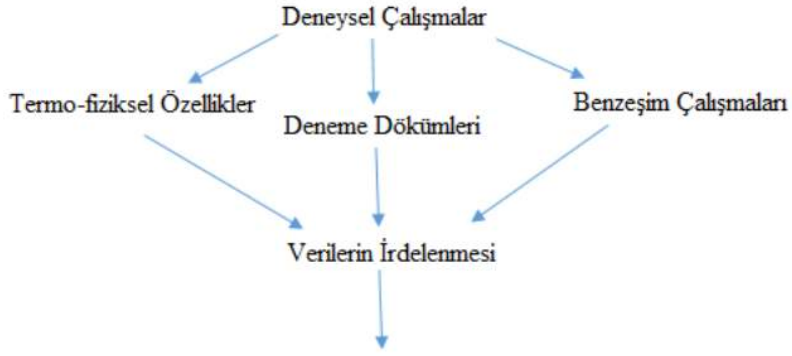 Deneysel Çalışmalar
Termo-fiziksel Özellikler
Deneme Dökümleri
Benzeşim Çalışmaları
Verilerin İrdelenmesi